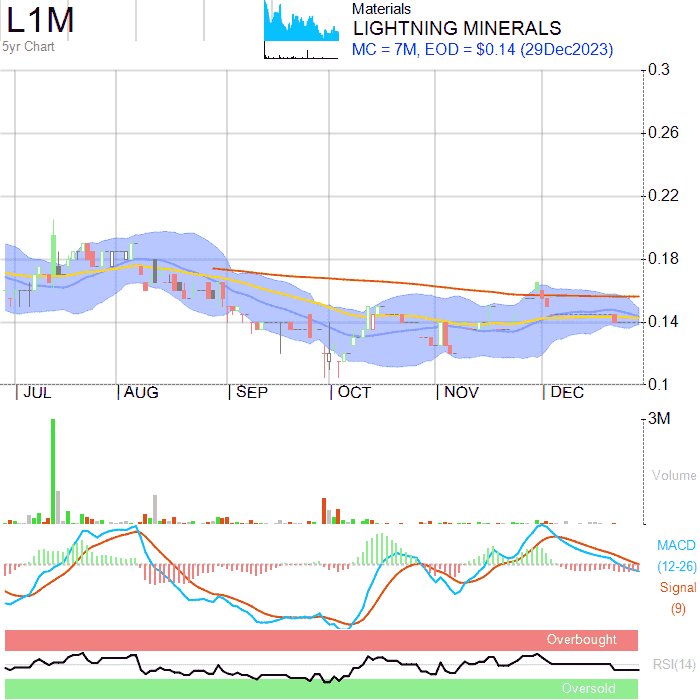 L1M
5yr Chart
Materials
LIGHTNING MINERALS
MC = 7M, EOD = $0.14 (29Dec2023)
0.3
0.26
0.22
0.18
0.14
0.1
JUL AUG SEP OCT NOV DEC
3M
Volume
MACD
(12-26)
Signal
(9)
Overbought
RSI(14)
Oversold